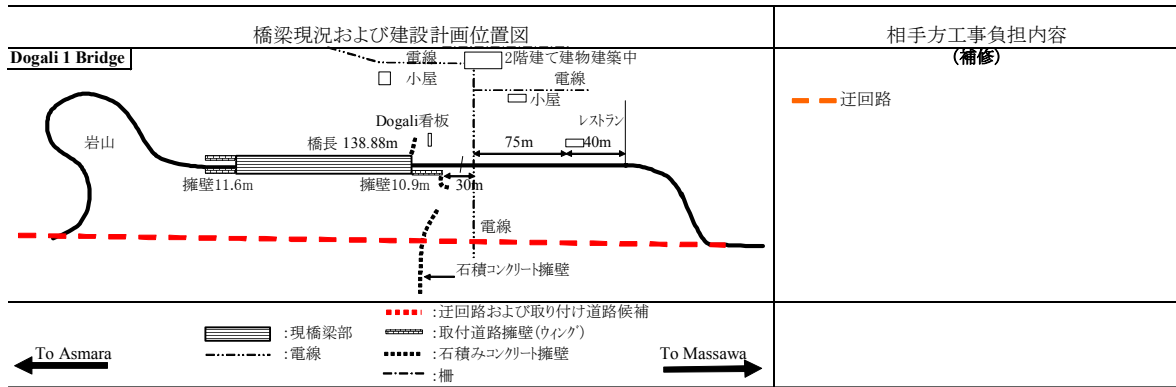 橋梁現況および建設計画位置図
相手方工事負担内容
Dogali 1 Bridge
電線
2階建て建物建築中
(補修)
小屋
電線
小屋
迂回路
Dogali看板
レストラン
岩山
橋長 138.88m
75m
40m
擁壁11.6m
擁壁10.9m
30m
電線
石積コンクリート擁壁
:迂回路および取り付け道路候補
:現橋梁部
:取付道路擁壁(ウィング)
:電線
:石積みコンクリート擁壁
To Asmara
To Massawa
:柵